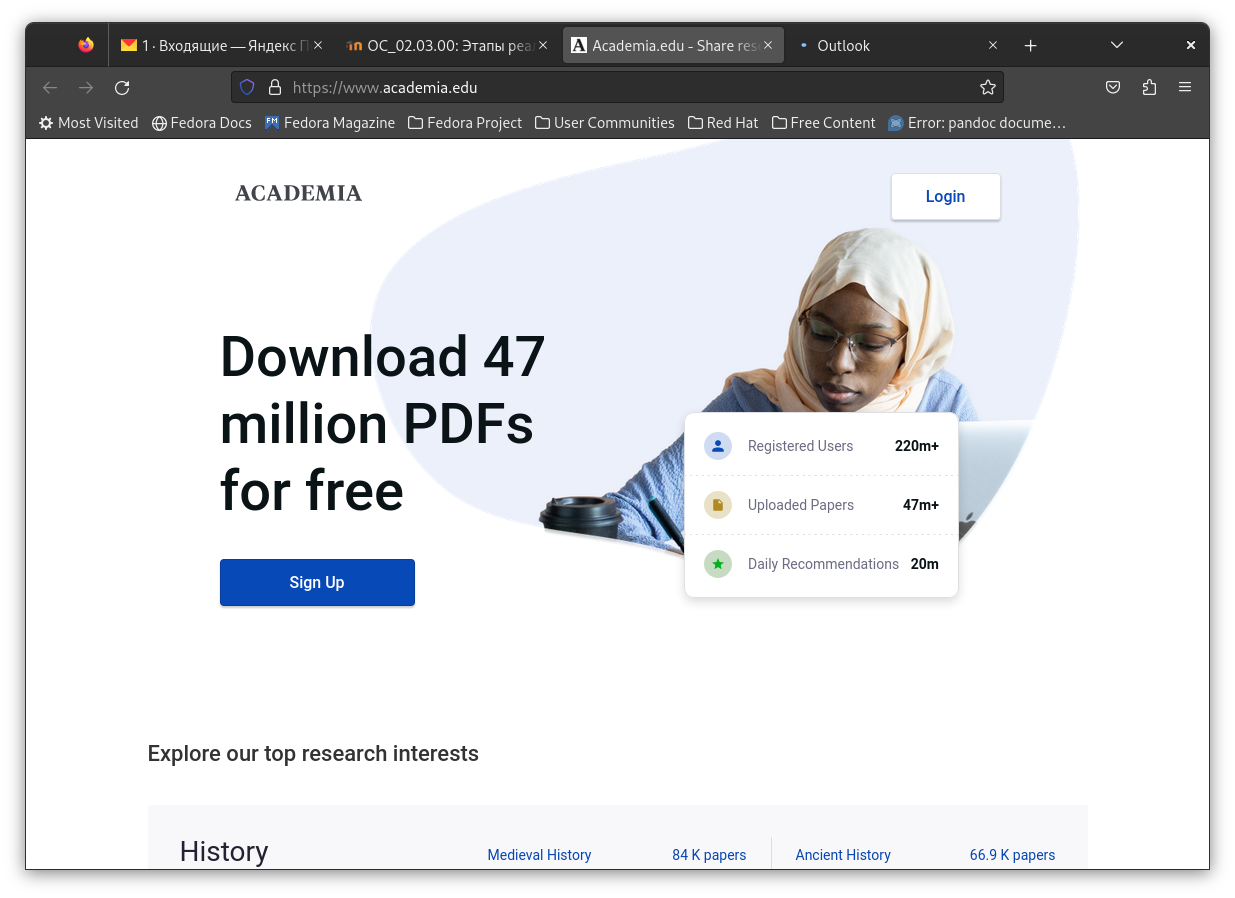 1 · Входящие — Яндекс П
OC_02.03.00: Этапы реа
Academia.edu - Share res
Outlook
https://www.academia.edu
Most Visited
Fedora Docs
Fedora Magazine
Fedora Project
User Communities
Red Hat
Free Content
Error: pandoc docume…
ACADEMIA
Login
Download 47
million PDFs
for free
Sign Up
Registered Users 220m+
Uploaded Papers 47m+
Daily Recommendations 20m
Explore our top research interests
History
Medieval History 84 K papers
Ancient History 66.9 K papers